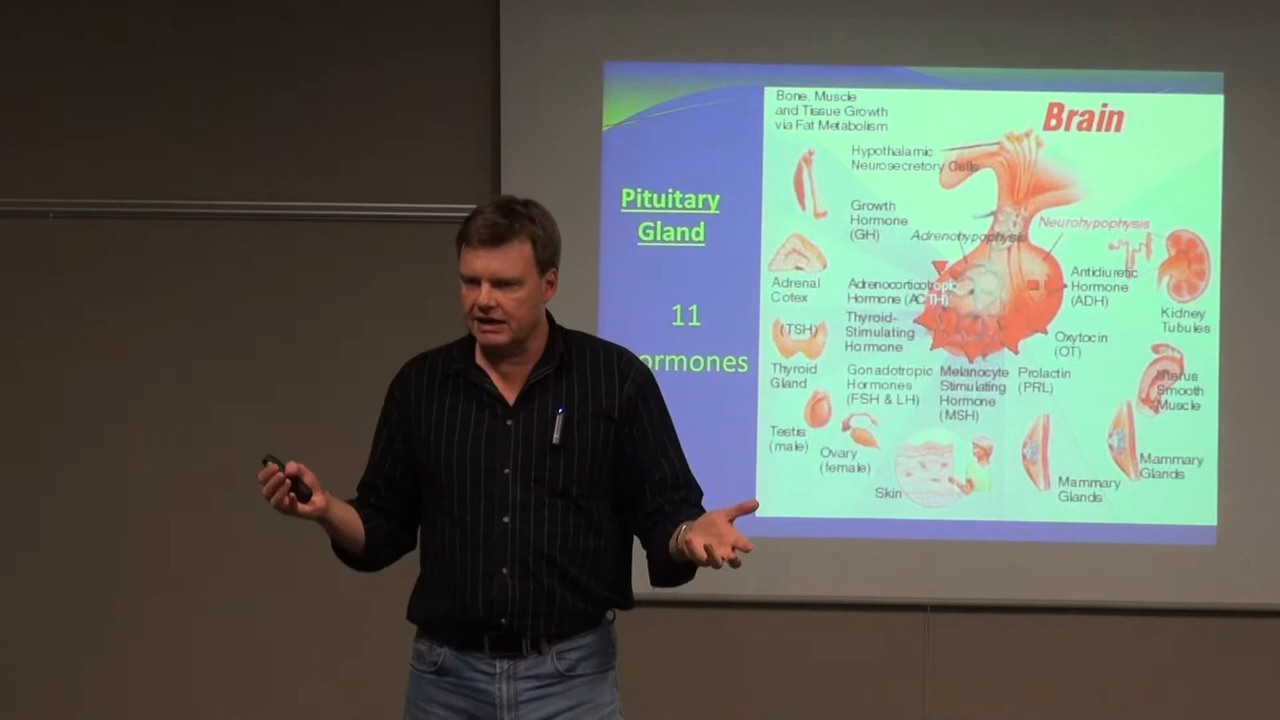 Pituitary
Gland
11
ormones
Bone, Muscle
and Tissue Growth
via Fat Metabolism
Brain
Hypothalamic
Neurosecretory Cells
Growth
Hormone
(GH)
Adrenohypophysis
Neurohypophysis
Adrenal
Cotex
Adrenocorticotropic
Hormone (ACTH)
Antidiuretic
Hormone
(ADH)
Kidney
Tubules
(TSH)
Thyroid-
Stimulating
Hormone
Oxytocin
(OT)
Thyroid
Gland
Gonadotropic
Hormones
(FSH & LH)
Melanocyte
Stimulating
Hormone
(MSH)
Prolactin
(PRL)
Uterus
Smooth
Muscle
Testis
(male)
Ovary
(female)
Skin
Mammary
Glands
Mammary
Glands